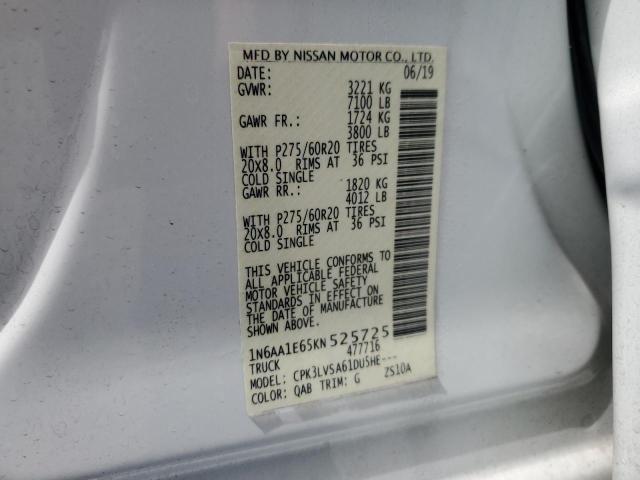 MFD BY NISSAN MOTOR CO., LTD.
DATE: 06/19
GVWR: 3221 KG
7100 LB
GAWR FR.: 1724 KG
3800 LB
WITH P275/60R20 TIRES
20X8.0 RIMS AT 36 PSI
COLD SINGLE
GAWR RR.: 1820 KG
4012 LB
WITH P275/60R20 TIRES
20X8.0 RIMS AT 36 PSI
COLD SINGLE
THIS VEHICLE CONFORMS TO
ALL APPLICABLE FEDERAL
MOTOR VEHICLE SAFETY
STANDARDS IN EFFECT ON
THE DATE OF MANUFACTURE
SHOWN ABOVE.
1N6AA1E65KN525725
TRUCK 477716
MODEL: CPK3LVSA61DU5HE---
COLOR: QAB TRIM: G ZS10A